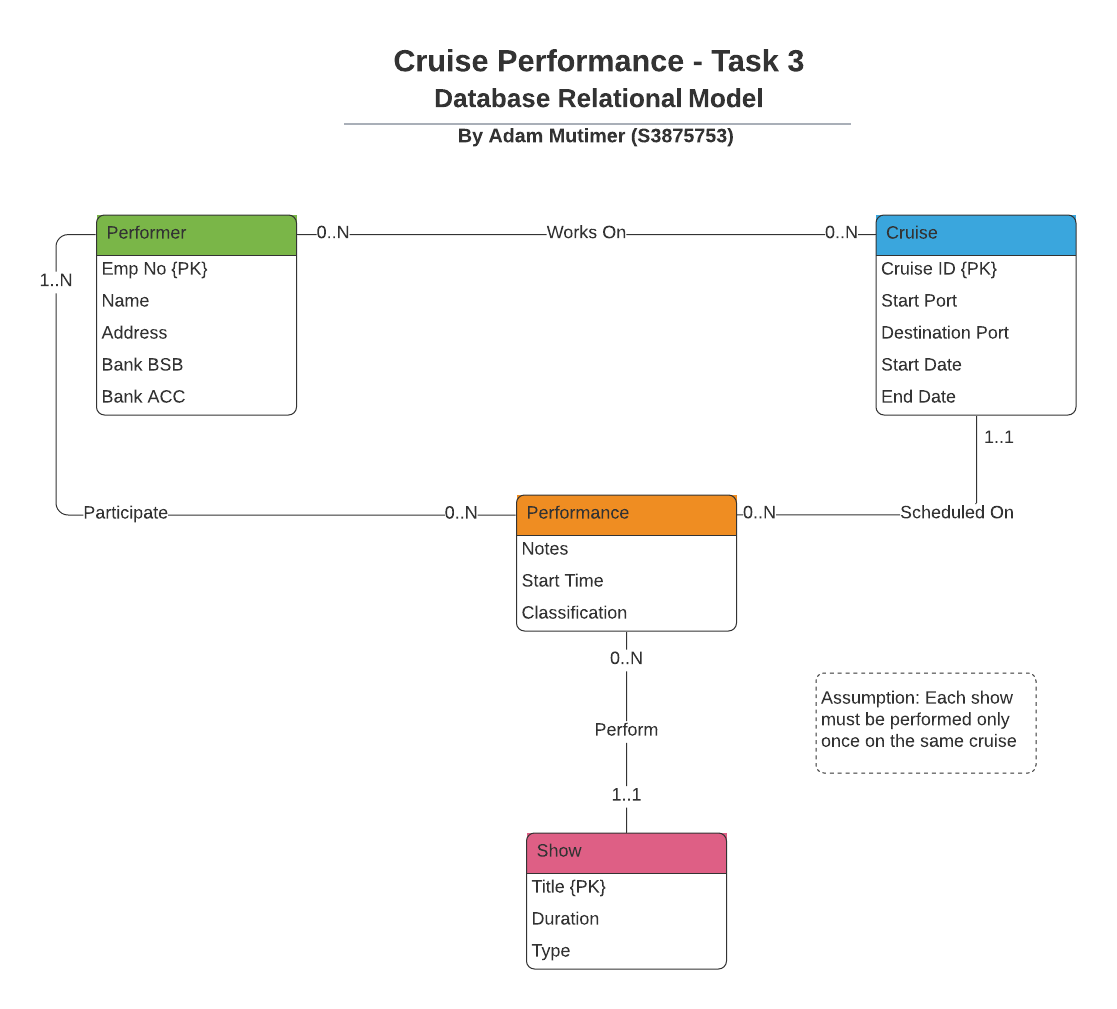 Cruise Performance - Task 3
Database Relational Model
By Adam Mutimer (S3875753)
Performer
0..N
Works On
0..N
Cruise
1..N
Emp No {PK}
Name
Address
Bank BSB
Bank ACC
Cruise ID {PK}
Start Port
Destination Port
Start Date
End Date
1..1
Participate
0..N
Performance
0..N
Scheduled On
Notes
Start Time
Classification
0..N
Perform
1..1
Assumption: Each show
must be performed only
once on the same cruise
Show
Title {PK}
Duration
Type